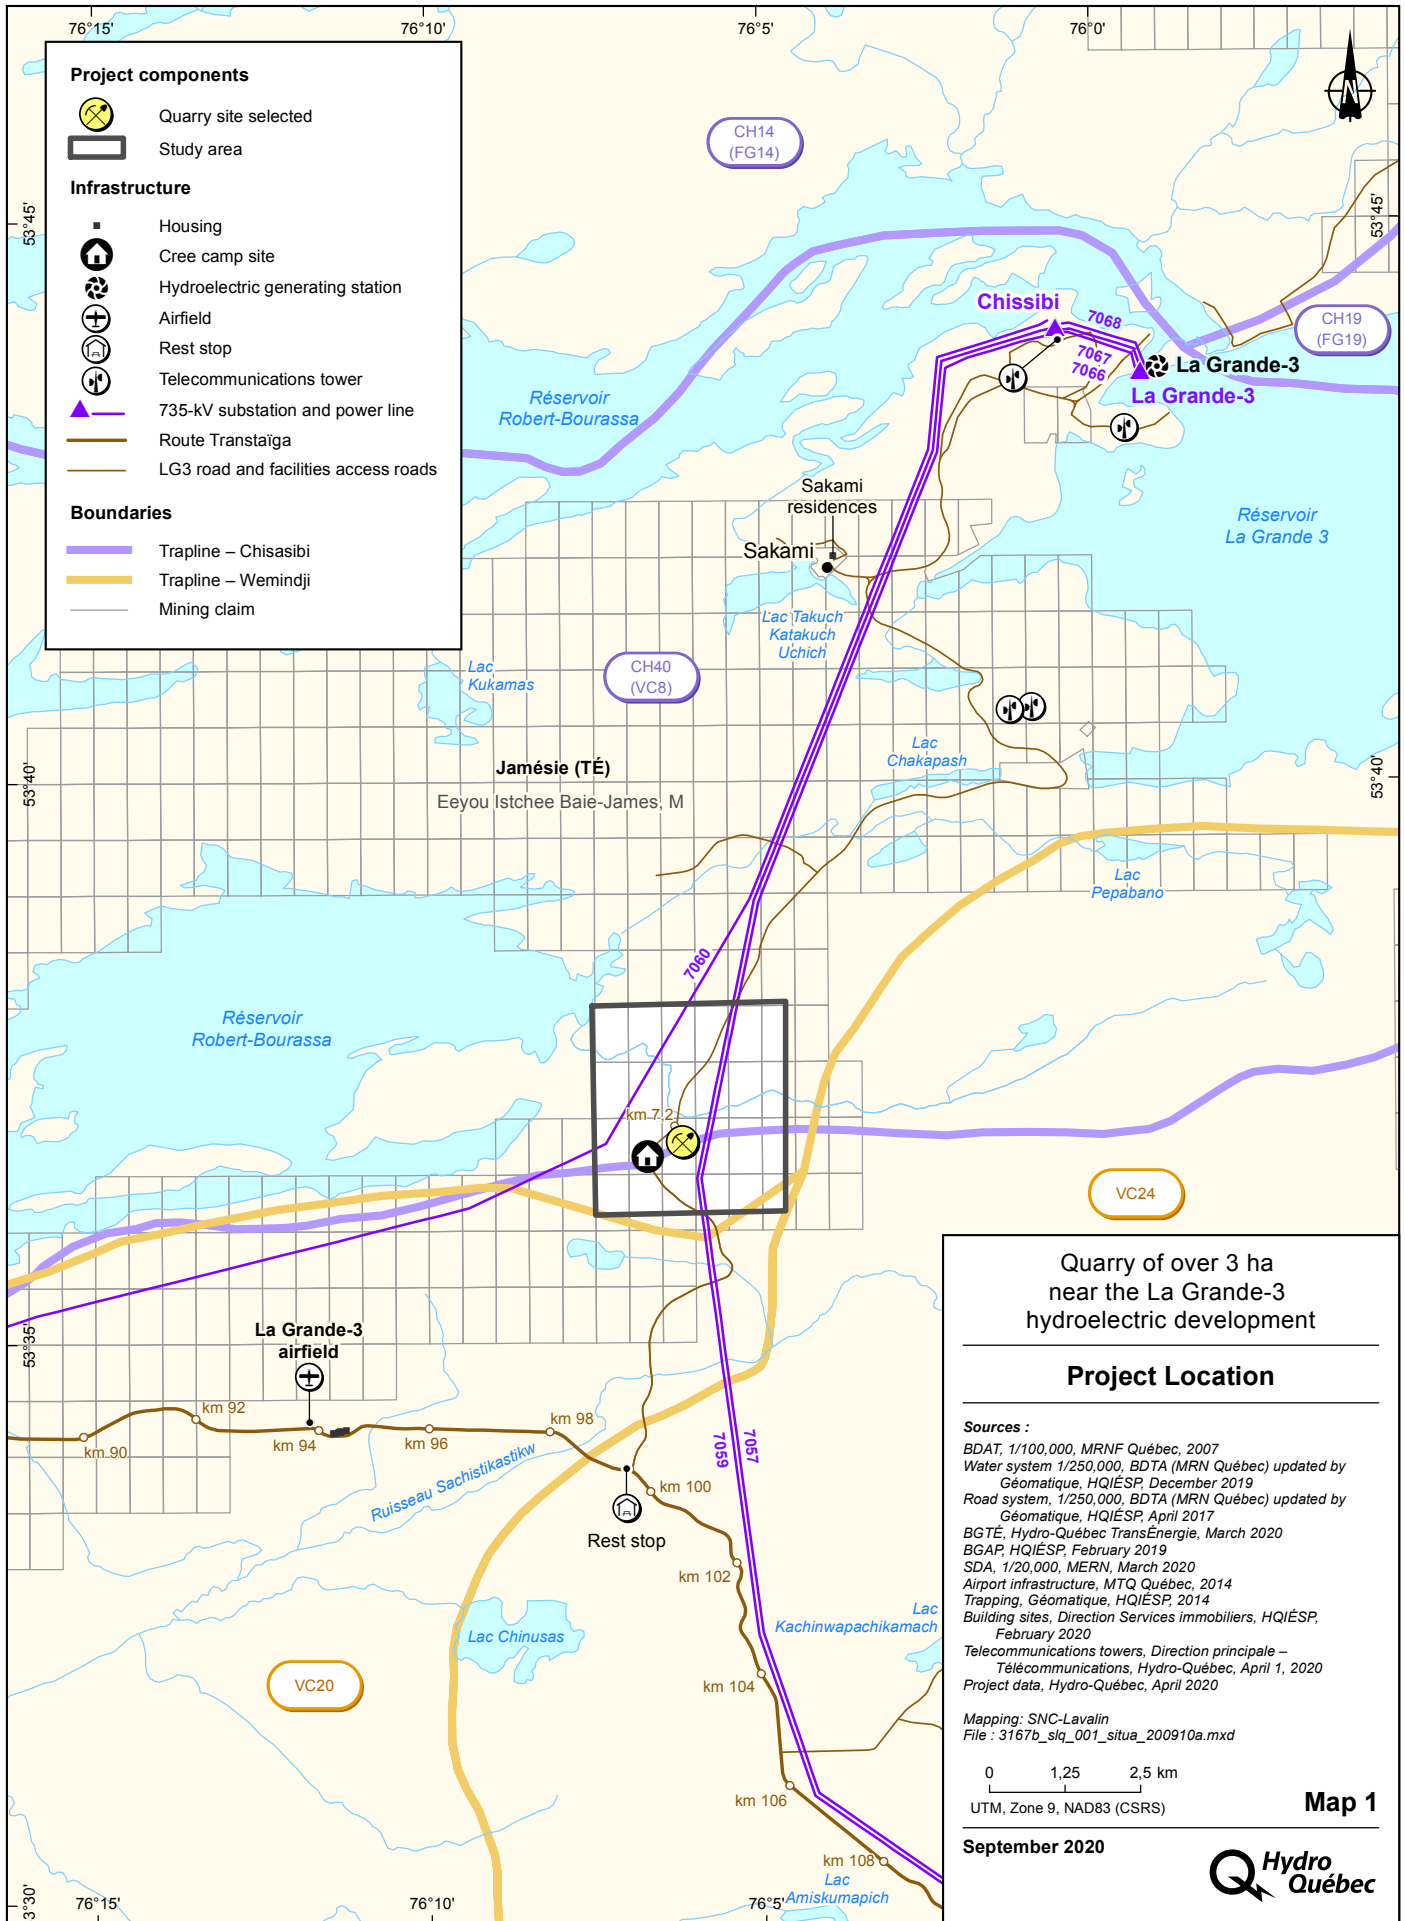 76°15'
76°10'
76°5'
76°0'
Project components
Quarry site selected
Study area
Infrastructure
Housing
Cree camp site
Hydroelectric generating station
Airfield
Rest stop
Telecommunications tower
735-kV substation and power line
Route Transtaïga
LG3 road and facilities access roads
Boundaries
Trapline – Chisasibi
Trapline – Wemindji
Mining claim
N
CH14
(FG14)
53°45'
53°45'
Chissibi
7068
7067
7066
La Grande-3
La Grande-3
CH19
(FG19)
Réservoir
Robert-Bourassa
Sakami
residences
Sakami
Réservoir
La Grande 3
Lac Takuch
Katakuch
Uchich
Lac
Kukamas
CH40
(VC8)
Lac
Chakapash
Jamésie (TÉ)
Eeyou Istchee Baie-James, M
53°40'
53°40'
Lac
Pepabano
7060
Réservoir
Robert-Bourassa
km 7,2
VC24
53°35'
La Grande-3
airfield
km 90
km 92
km 94
km 96
km 98
km 100
Ruisseau Sachistikastikw
Rest stop
7059
7057
km 102
Lac
Kachinwapachikamach
Lac Chinusas
VC20
km 104
km 106
km 108
Lac
Amiskumapich
3°30'
76°15'
76°10'
76°5'
Quarry of over 3 ha
near the La Grande-3
hydroelectric development
Project Location
Sources :
BDAT, 1/100,000, MRNF Québec, 2007
Water system 1/250,000, BDTA (MRN Québec) updated by
Géomatique, HQIÉSP, December 2019
Road system, 1/250,000, BDTA (MRN Québec) updated by
Géomatique, HQIÉSP, April 2017
BGTÉ, Hydro-Québec TransÉnergie, March 2020
BGAP, HQIÉSP, February 2019
SDA, 1/20,000, MERN, March 2020
Airport infrastructure, MTQ Québec, 2014
Trapping, Géomatique, HQIÉSP, 2014
Building sites, Direction Services immobiliers, HQIÉSP,
February 2020
Telecommunications towers, Direction principale –
Télécommunications, Hydro-Québec, April 1, 2020
Project data, Hydro-Québec, April 2020
Mapping: SNC-Lavalin
File : 3167b_slq_001_situa_200910a.mxd
0 1,25 2,5 km
UTM, Zone 9, NAD83 (CSRS)
Map 1
September 2020
Hydro
Québec